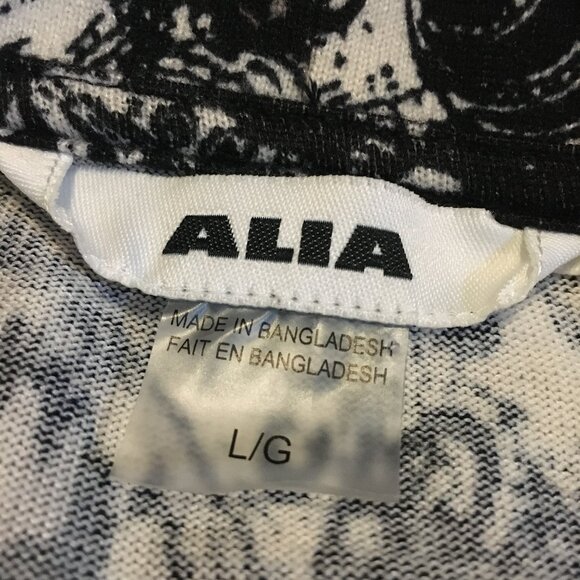 ALIA
MADE IN BANGLADESH
FAIT EN BANGLADESH
L/G